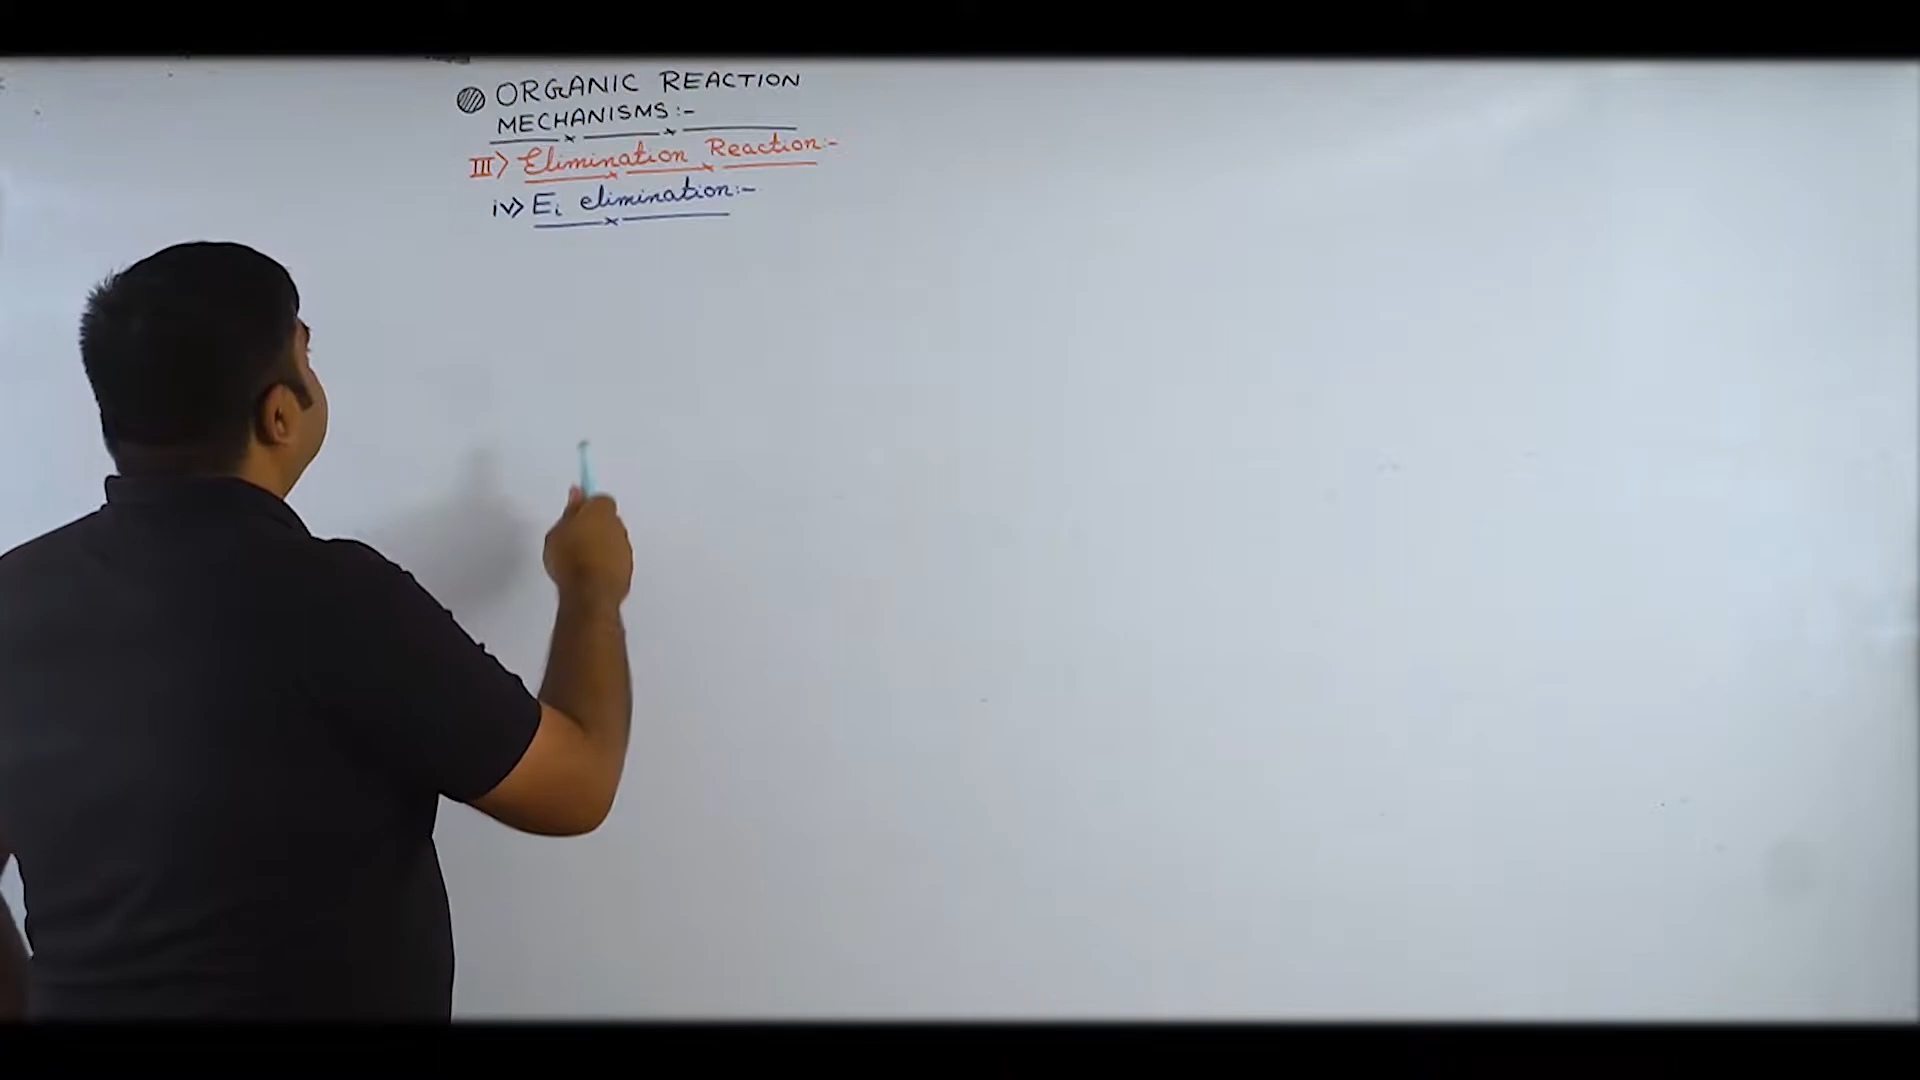 ORGANIC REACTION
MECHANISMS:-
III> Elimination Reaction:-
iv> Ei elimination:-